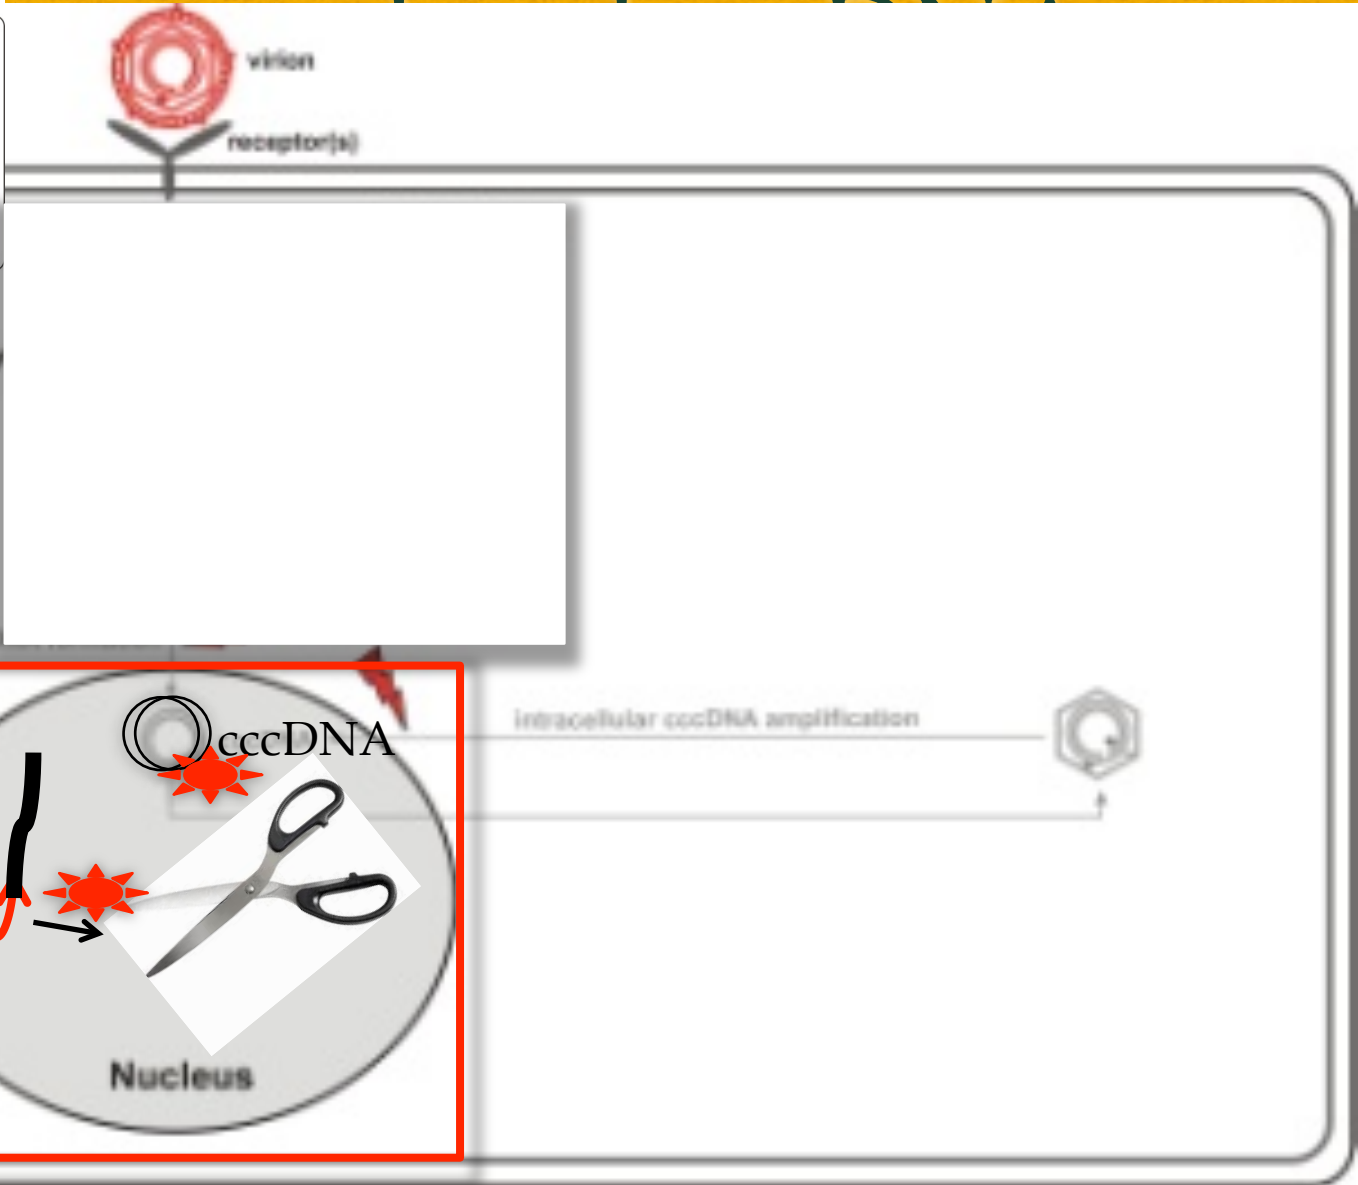 virion
receptor(s)
intracellular cccDNA amplification
cccDNA
Nucleus